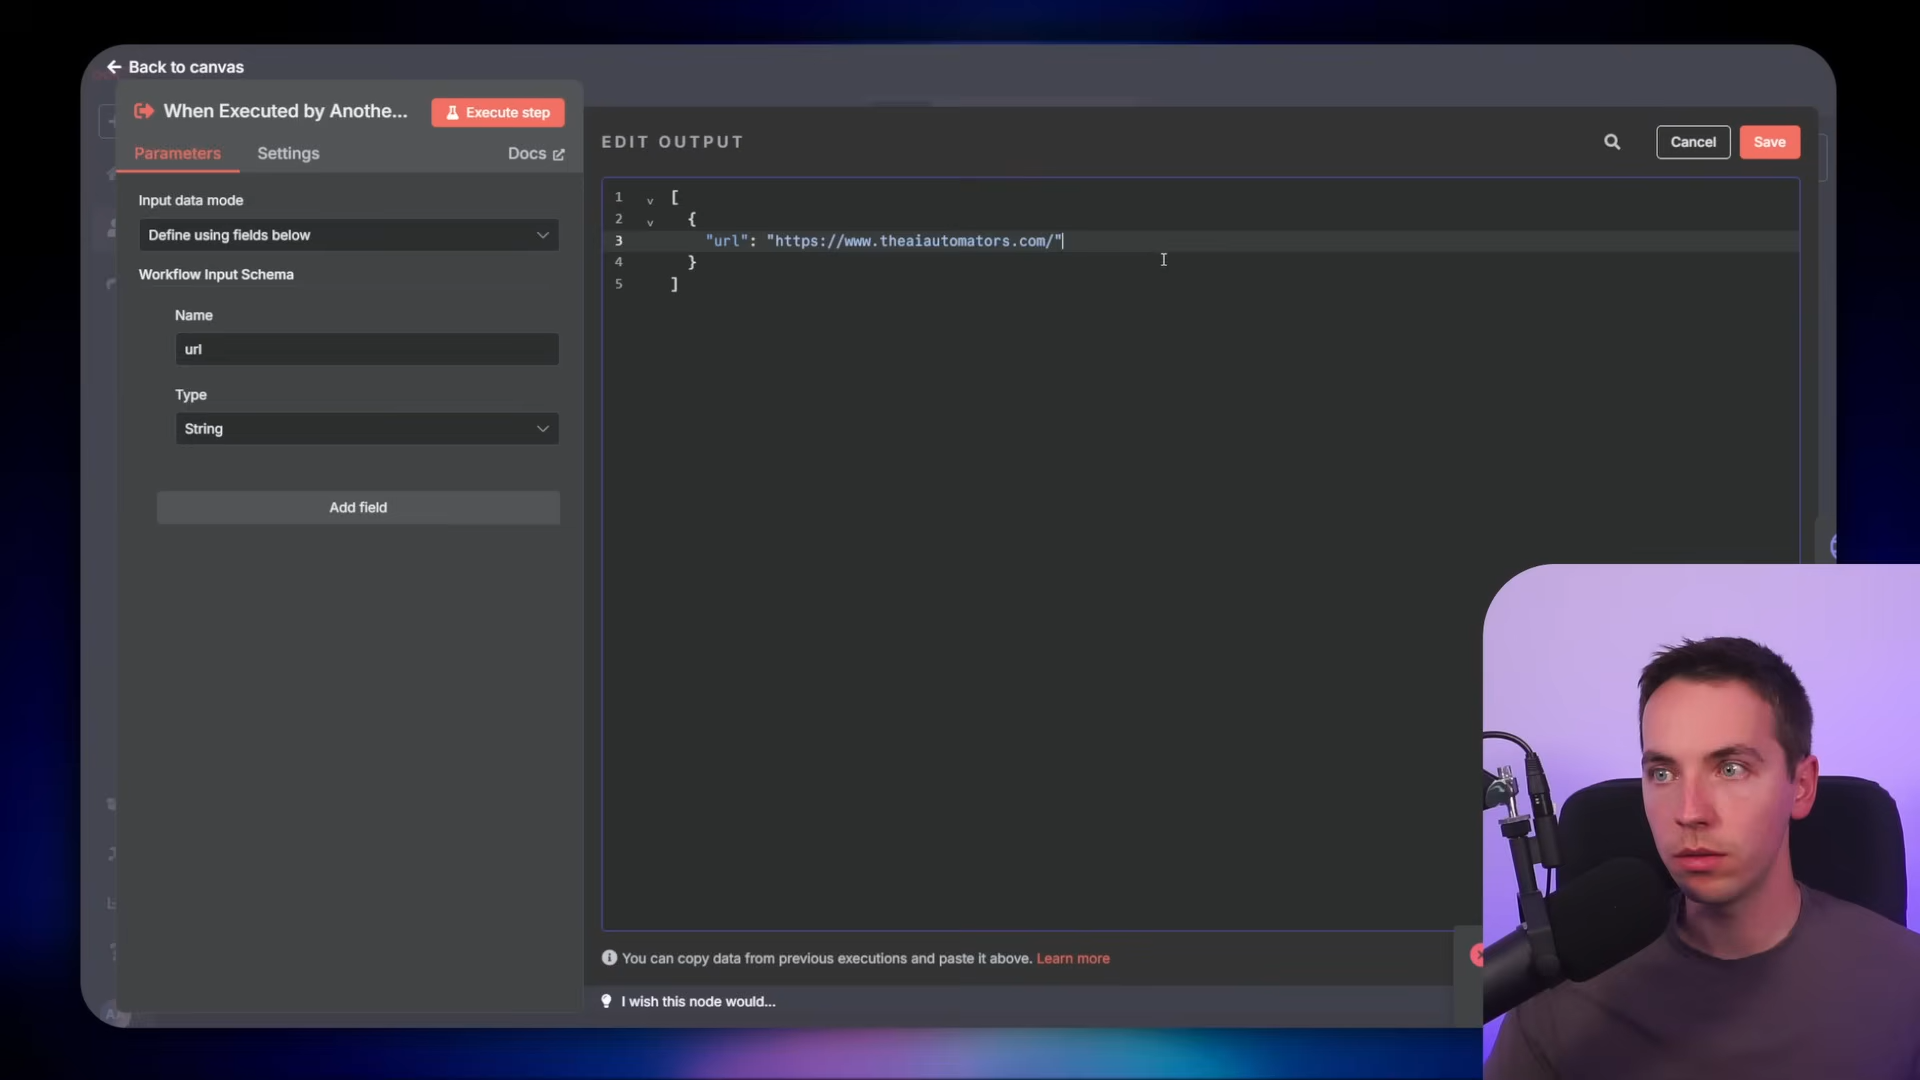 Back to canvas
When Executed by Anothe...
Execute step
Parameters
Settings
Docs
Input data mode
Define using fields below
Workflow Input Schema
Name
url
Type
String
Add field
EDIT OUTPUT
Cancel
Save
1 [
2 {
3 "url": "https://www.theaiautomators.com/"
4 }
5 ]
You can copy data from previous executions and paste it above. Learn more
I wish this node would...